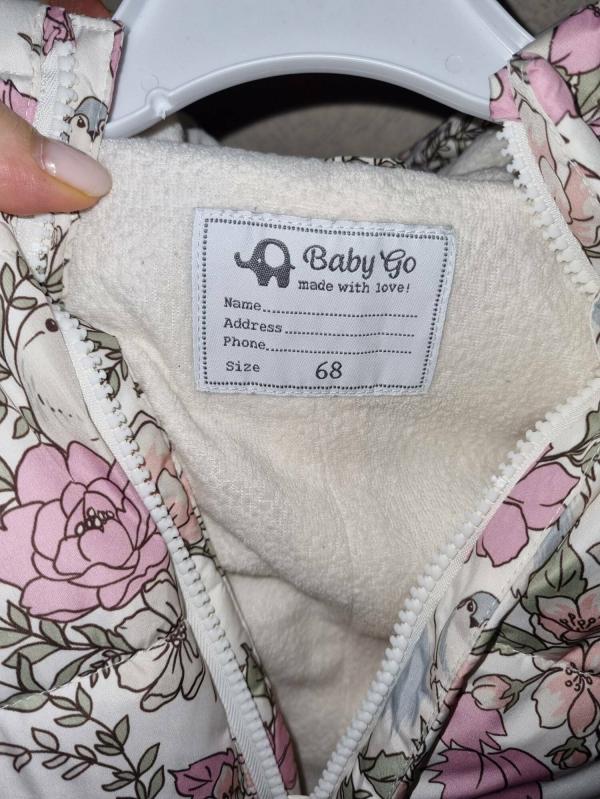 Baby Go
made with love!
Name
Address
Phone
Size 68